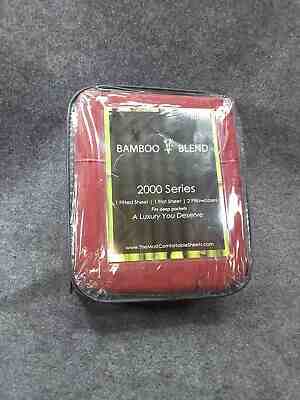 BAMBOO BLEND
2000 Series
1 Fitted Sheet | 1 Flat Sheet | 2 Pillowcases
For deep pockets
A Luxury You Deserve
www.TheMostComfortableSheets.com